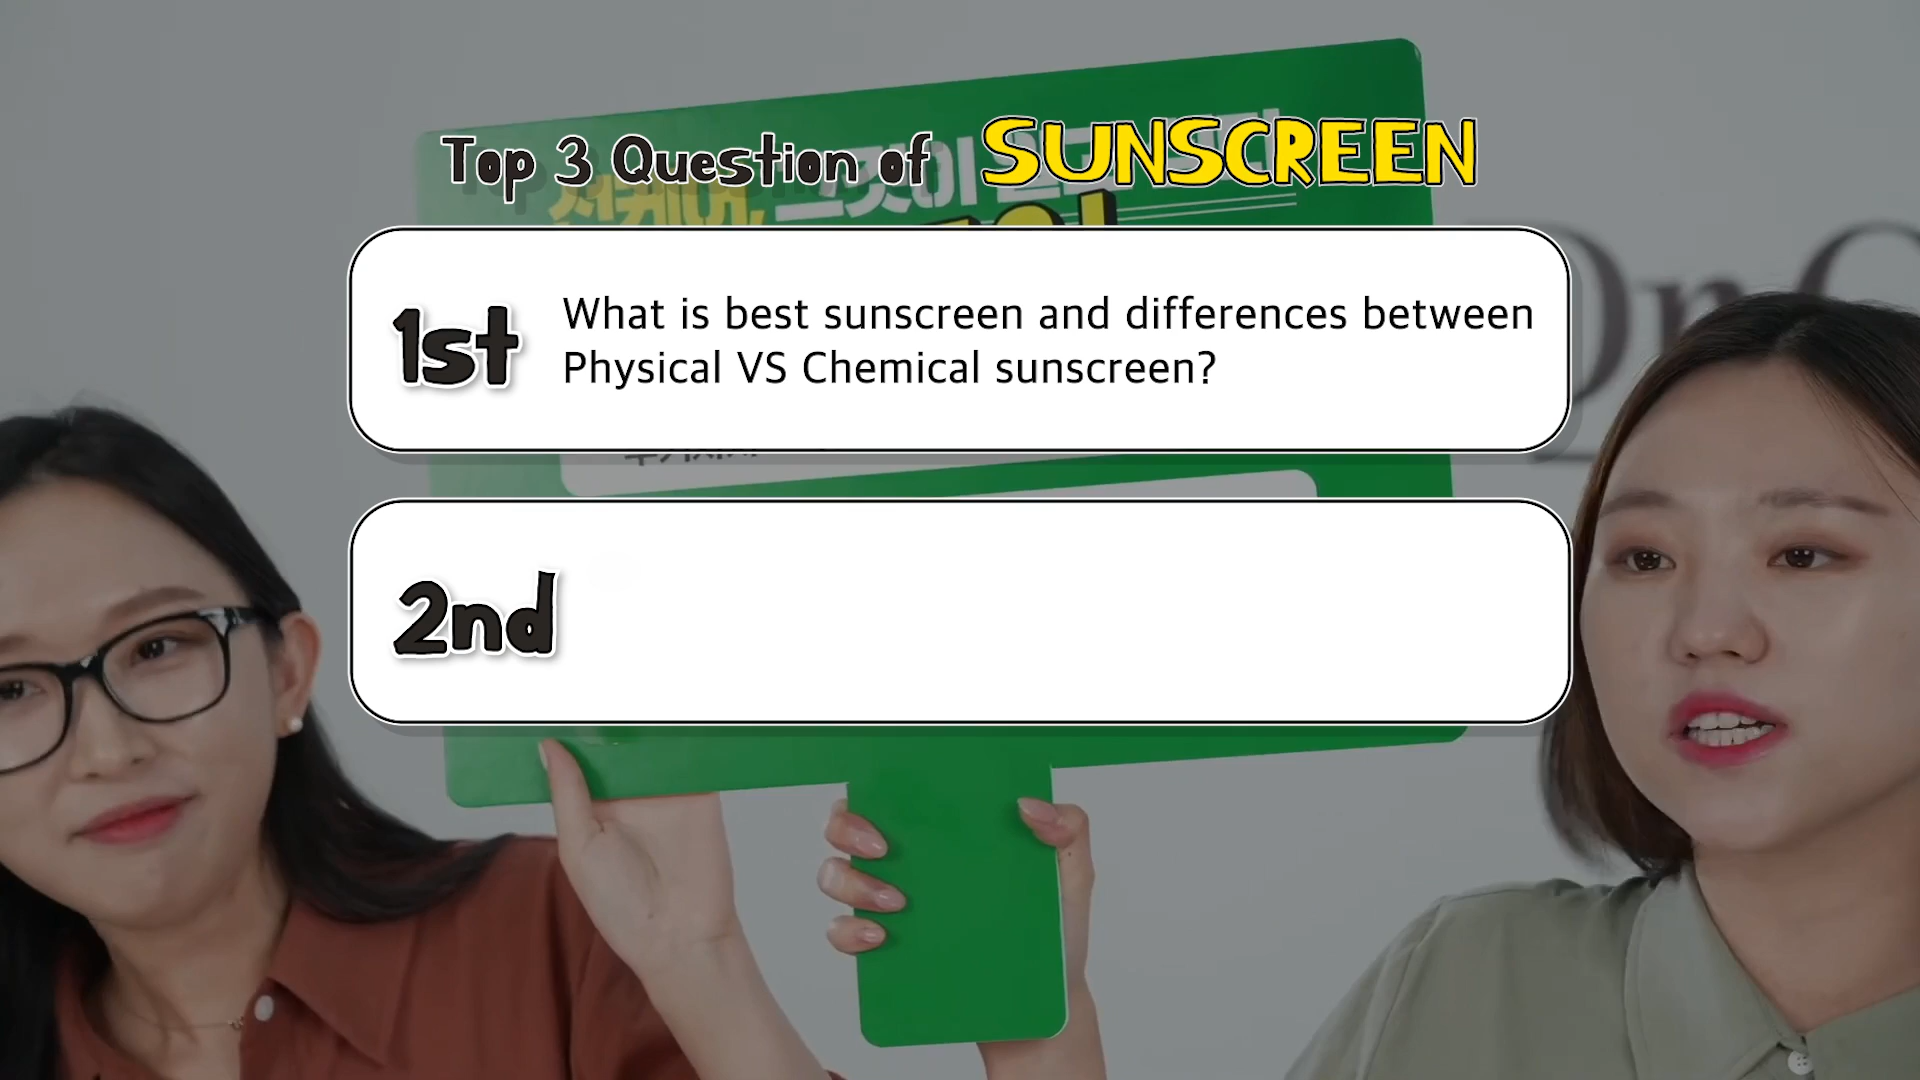 Top 3 Question of SUNSCREEN
1st
What is best sunscreen and differences between
Physical VS Chemical sunscreen?
2nd